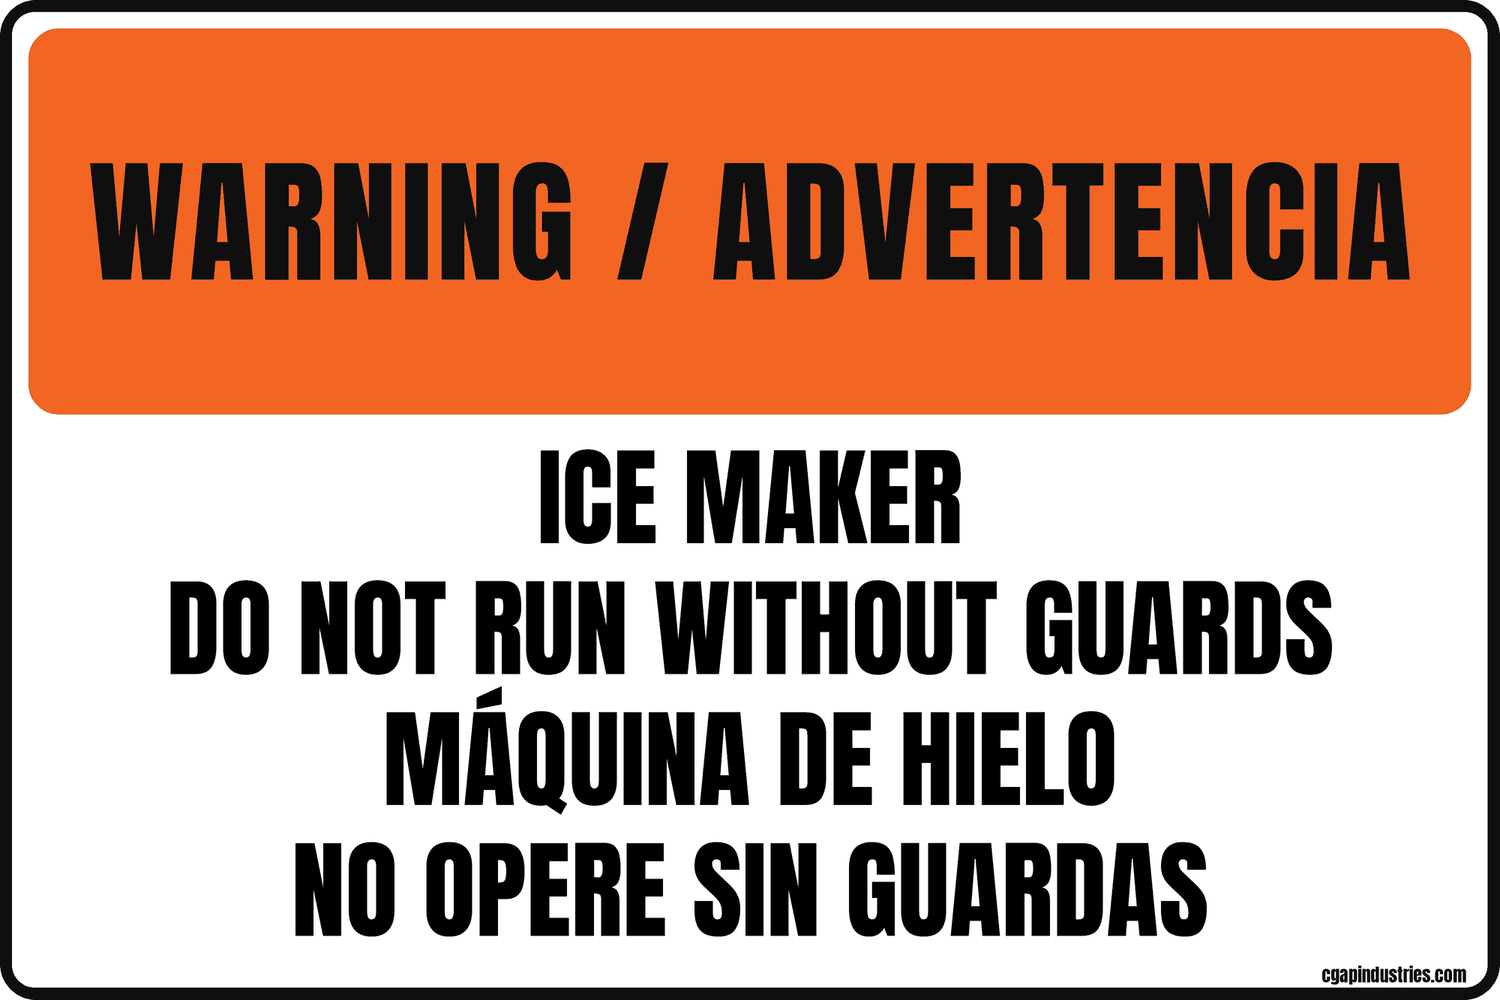 WARNING / ADVERTENCIA
ICE MAKER
DO NOT RUN WITHOUT GUARDS
MÁQUINA DE HIELO
NO OPERE SIN GUARDAS
cgapindustries.com